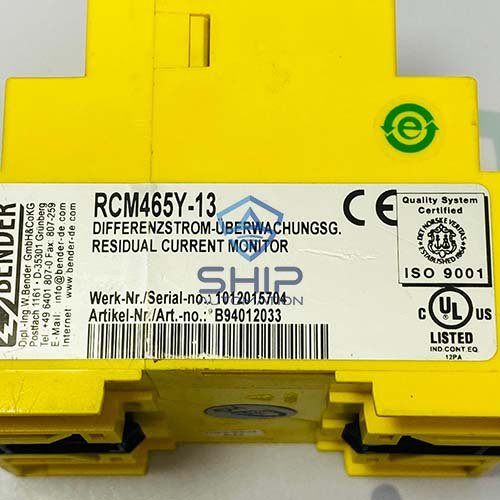 BENDER
Dipl.-Ing.W.Bender GmbH&CoKG
Postfach 1161 • D-35301 Grünberg
Tel +49 6401 807-0 Fax: 807-259
E-Mail: info@bender-de.com
Internet: www.bender-de.com
RCM465Y-13
DIFFERENZSTROM-ÜBERWACHUNGSG.
RESIDUAL CURRENT MONITOR
SHIP
Werk-Nr./Serial-no.: 1012015704
Artikel-Nr./Art.-no.: B94012033
CE
e
Quality System
Certified
DET NORSKE VERITAS
ESTABLISHED 1864
ISO 9001
C UL US
LISTED
IND.CONT.EQ.
12PA